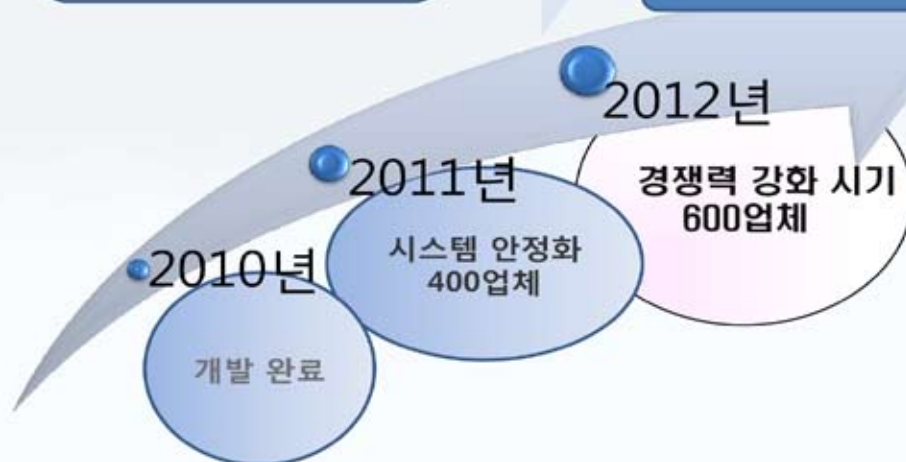 2012년
경쟁력 강화 시기
600업체
2011년
시스템 안정화
400업체
2010년
개발 완료